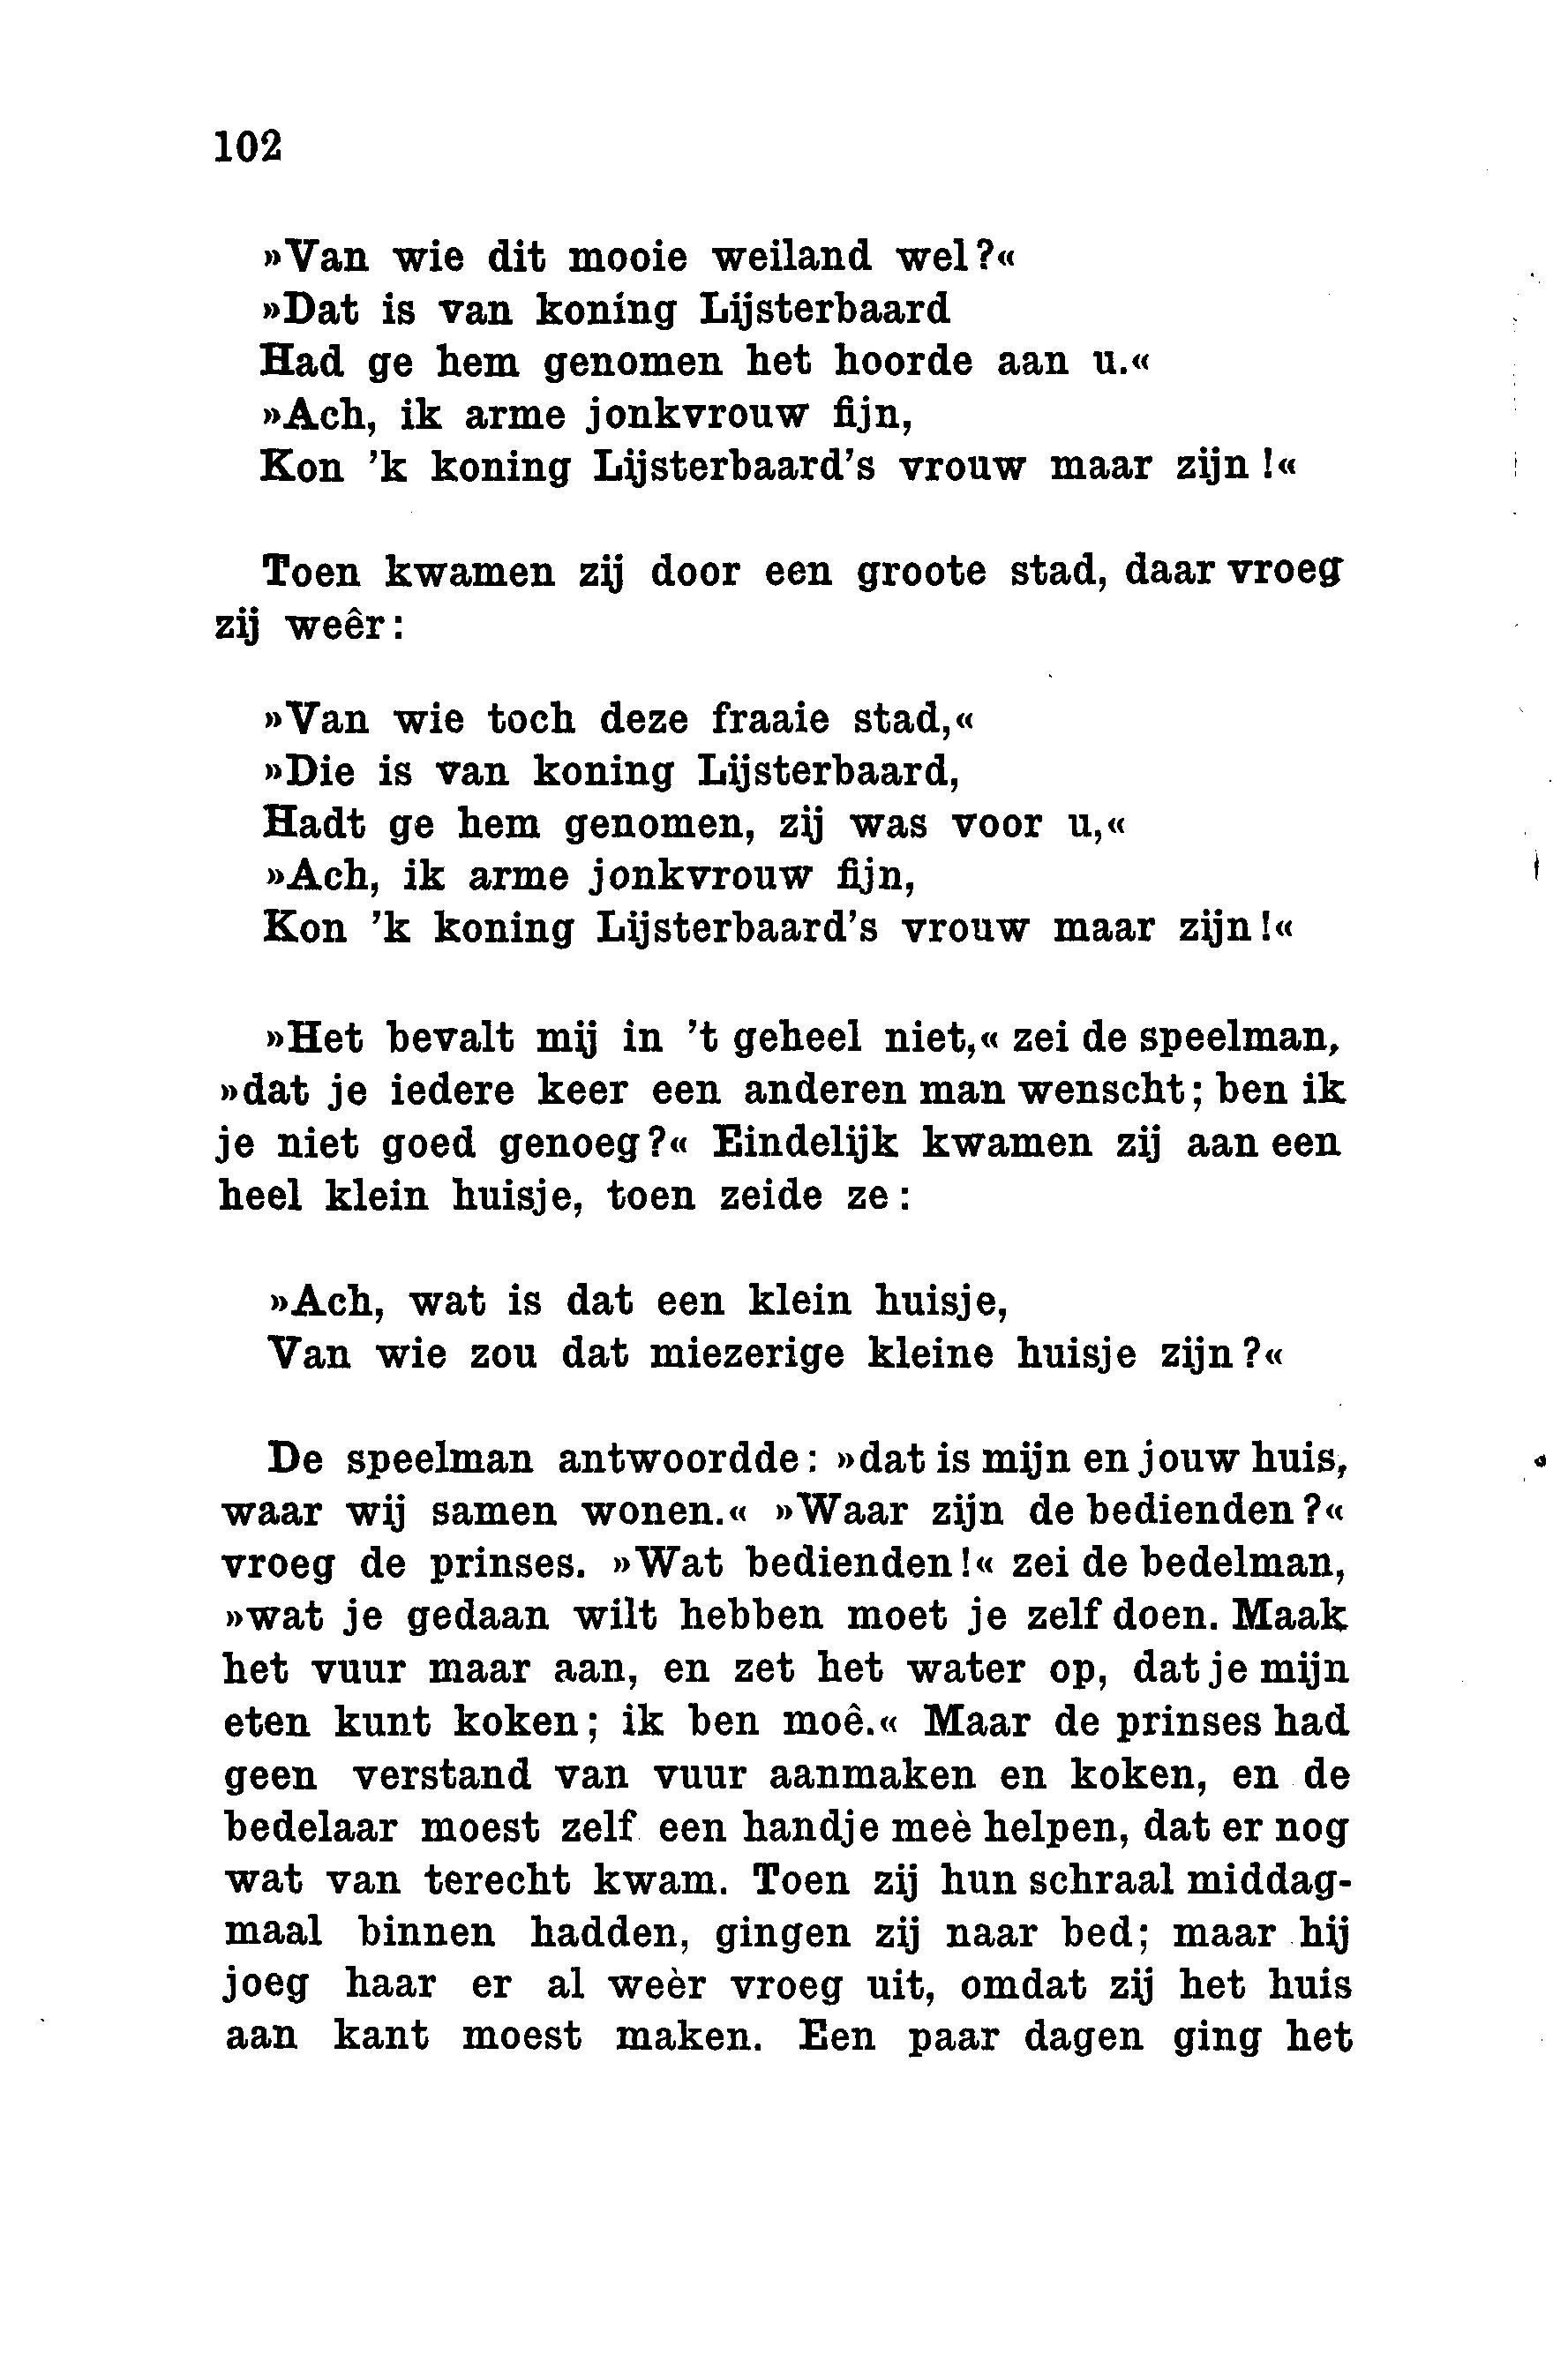 102
»Van wie dit mooie weiland wel?«
»Dat is van koning Lijsterbaard
Had ge hem genomen het hoorde aan u.«
»Ach, ik arme jonkvrouw fijn,
Kon ’k koning Lijsterbaard’s vrouw maar zijn!«
Toen kwamen zij door een groote stad, daar vroeg
zij weêr:
»Van wie toch deze fraaie stad,«
»Die is van koning Lijsterbaard,
Hadt ge hem genomen, zij was voor u,«
»Ach, ik arme jonkvrouw fijn,
Kon ’k koning Lijsterbaard’s vrouw maar zijn!«
»Het bevalt mij in ’t geheel niet,« zei de speelman,
»dat je iedere keer een anderen man wenscht; ben ik
je niet goed genoeg?« Eindelijk kwamen zij aan een
heel klein huisje, toen zeide ze:
»Ach, wat is dat een klein huisje,
Van wie zou dat miezerige kleine huisje zijn?«
De speelman antwoordde: »dat is mijn en jouw huis,
waar wij samen wonen.« »Waar zijn de bedienden?«
vroeg de prinses. »Wat bedienden!« zei de bedelman,
»wat je gedaan wilt hebben moet je zelf doen. Maak
het vuur maar aan, en zet het water op, dat je mijn
eten kunt koken; ik ben moê.« Maar de prinses had
geen verstand van vuur aanmaken en koken, en de
bedelaar moest zelf een handje meè helpen, dat er nog
wat van terecht kwam. Toen zij hun schraal middag-
maal binnen hadden, gingen zij naar bed; maar hij
joeg haar er al weèr vroeg uit, omdat zij het huis
aan kant moest maken. Een paar dagen ging het